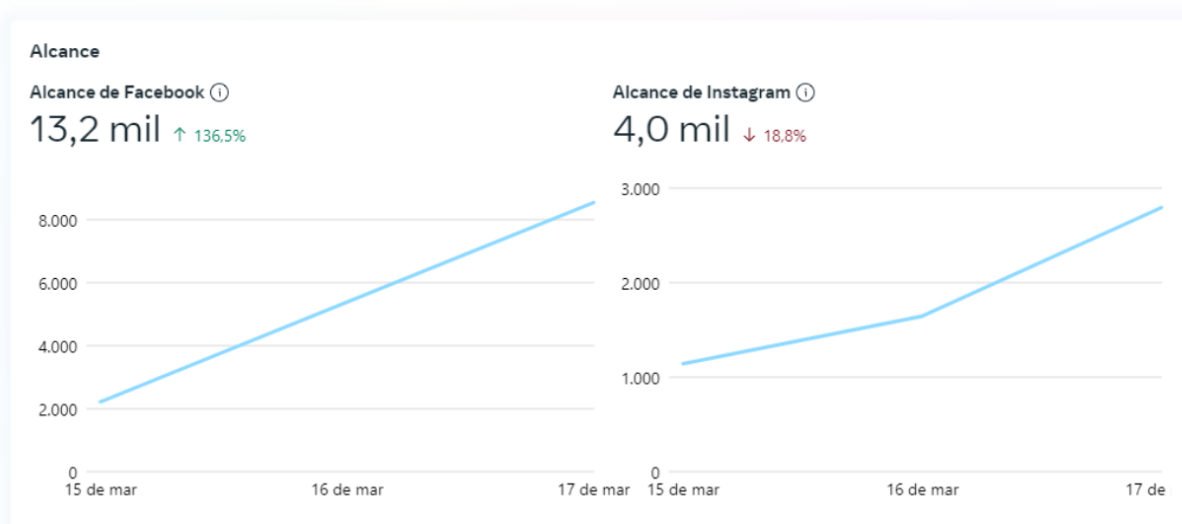 Alcance
Alcance de Facebook
13,2 mil ↑ 136,5%
8.000
6.000
4.000
2.000
0
15 de mar 16 de mar 17 de mar
Alcance de Instagram
4,0 mil ↓ 18,8%
3.000
2.000
1.000
0
15 de mar 16 de mar 17 de